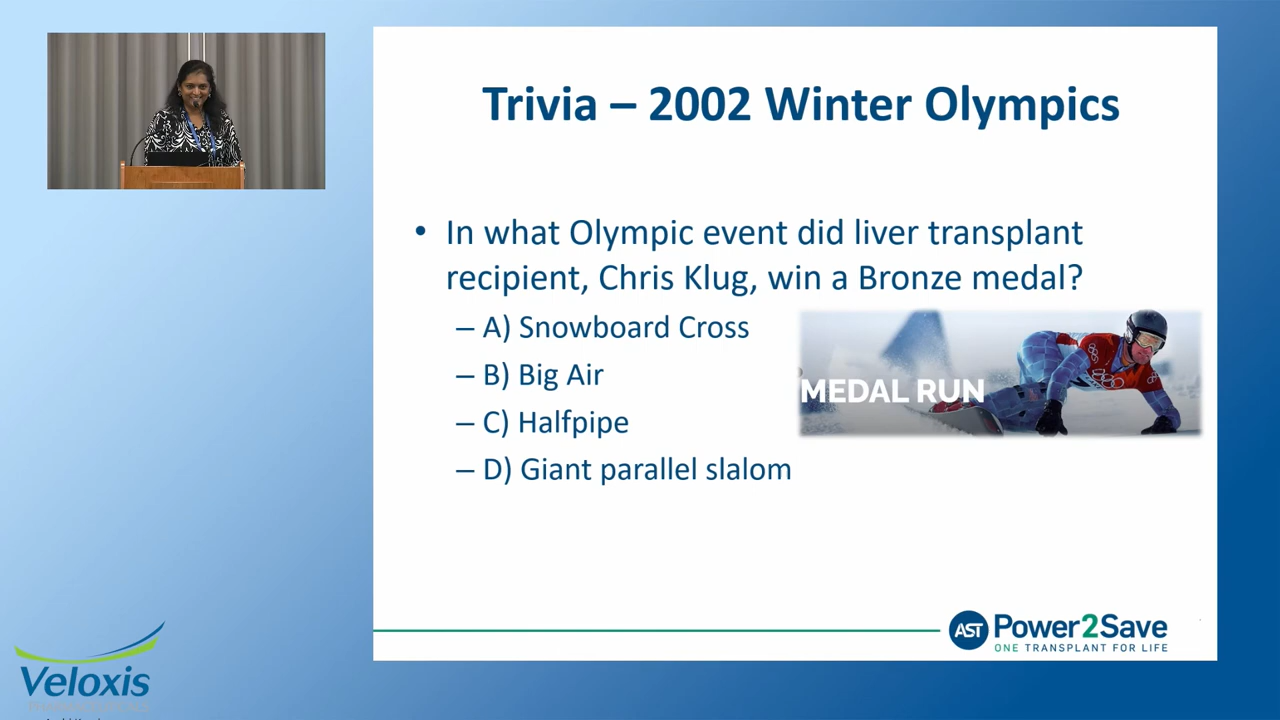 Trivia – 2002 Winter Olympics
• In what Olympic event did liver transplant
recipient, Chris Klug, win a Bronze medal?
– A) Snowboard Cross
– B) Big Air
– C) Halfpipe
– D) Giant parallel slalom
MEDAL RUN
AST Power2Save
ONE TRANSPLANT FOR LIFE
Veloxis
PHARMACEUTICALS